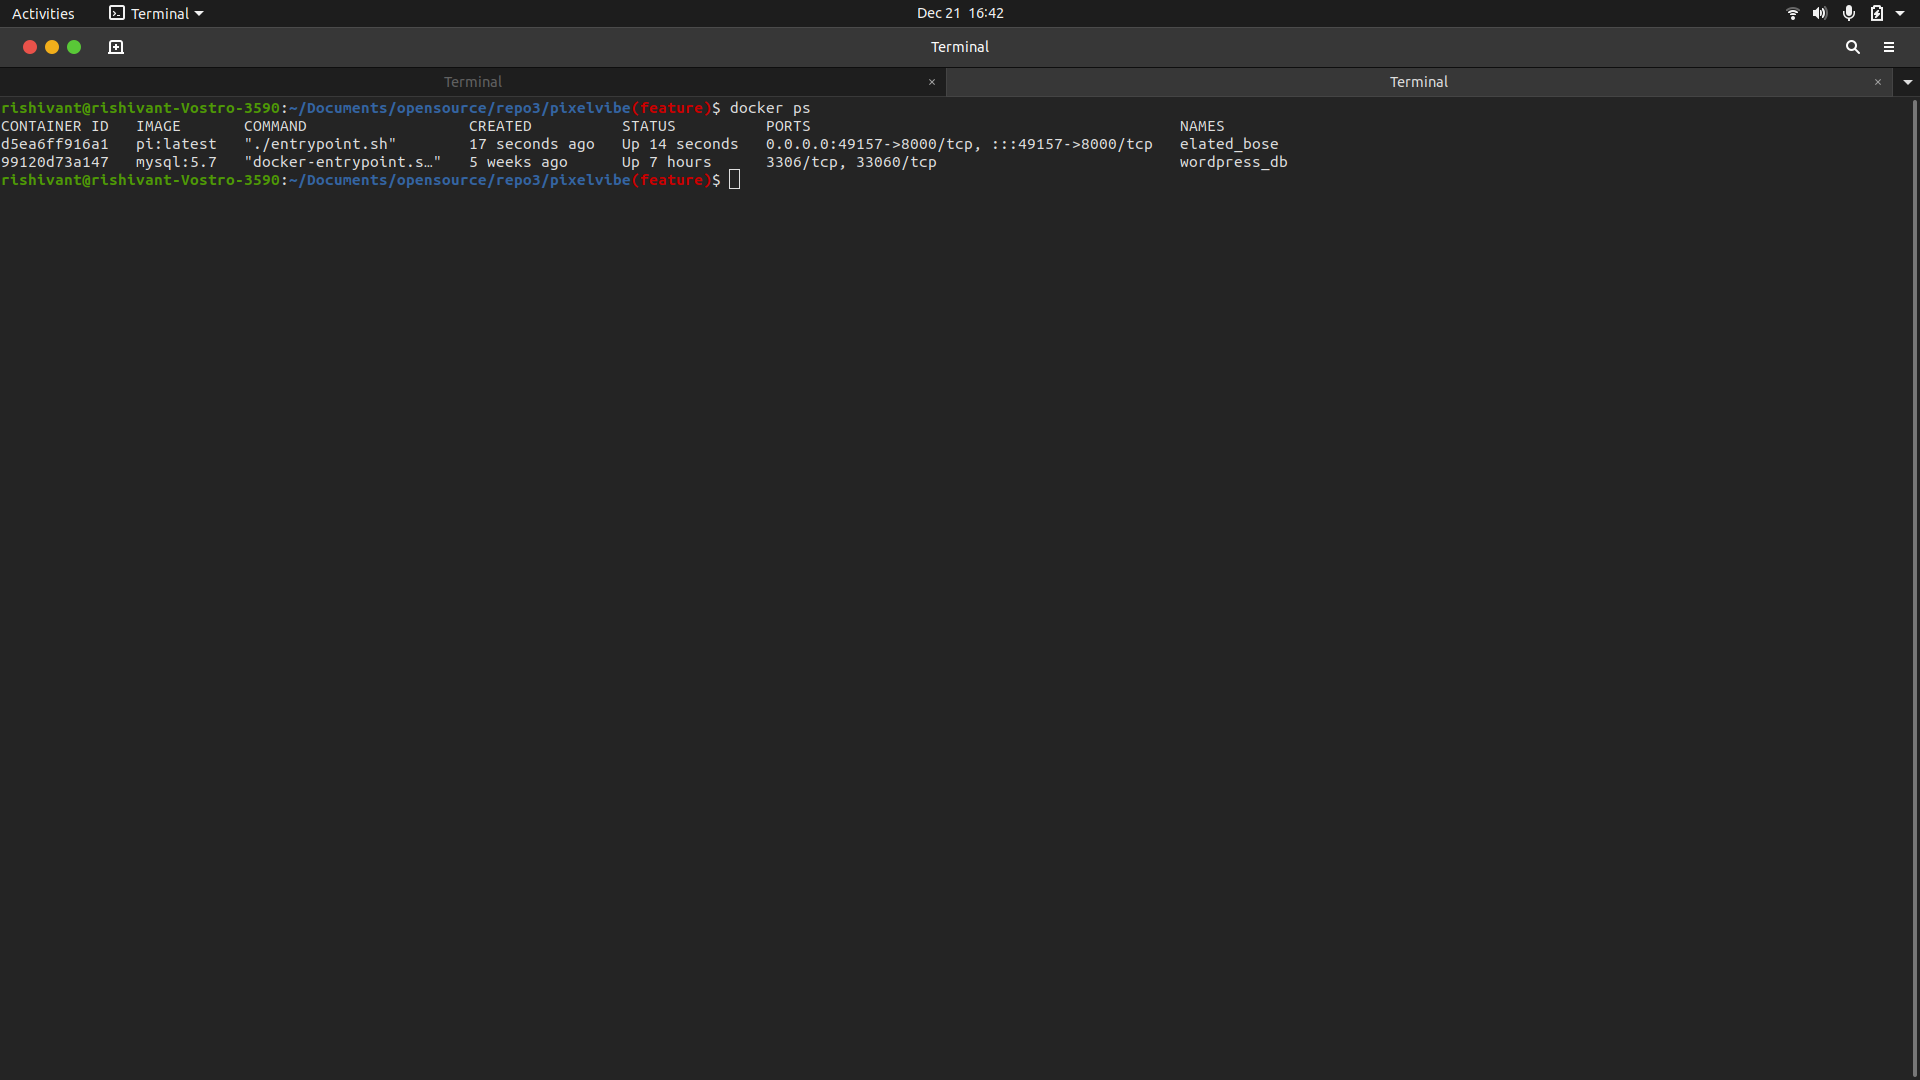 Activities Terminal Dec 21 16:42
Terminal
Terminal × Terminal ×
rishivant@rishivant-Vostro-3590:~/Documents/opensource/repo3/pixelvibe(feature)$ docker ps
CONTAINER ID IMAGE COMMAND CREATED STATUS PORTS NAMES
d5ea6ff916a1 pi:latest "./entrypoint.sh" 17 seconds ago Up 14 seconds 0.0.0.0:49157->8000/tcp, :::49157->8000/tcp elated_bose
99120d73a147 mysql:5.7 "docker-entrypoint.s…" 5 weeks ago Up 7 hours 3306/tcp, 33060/tcp wordpress_db
rishivant@rishivant-Vostro-3590:~/Documents/opensource/repo3/pixelvibe(feature)$